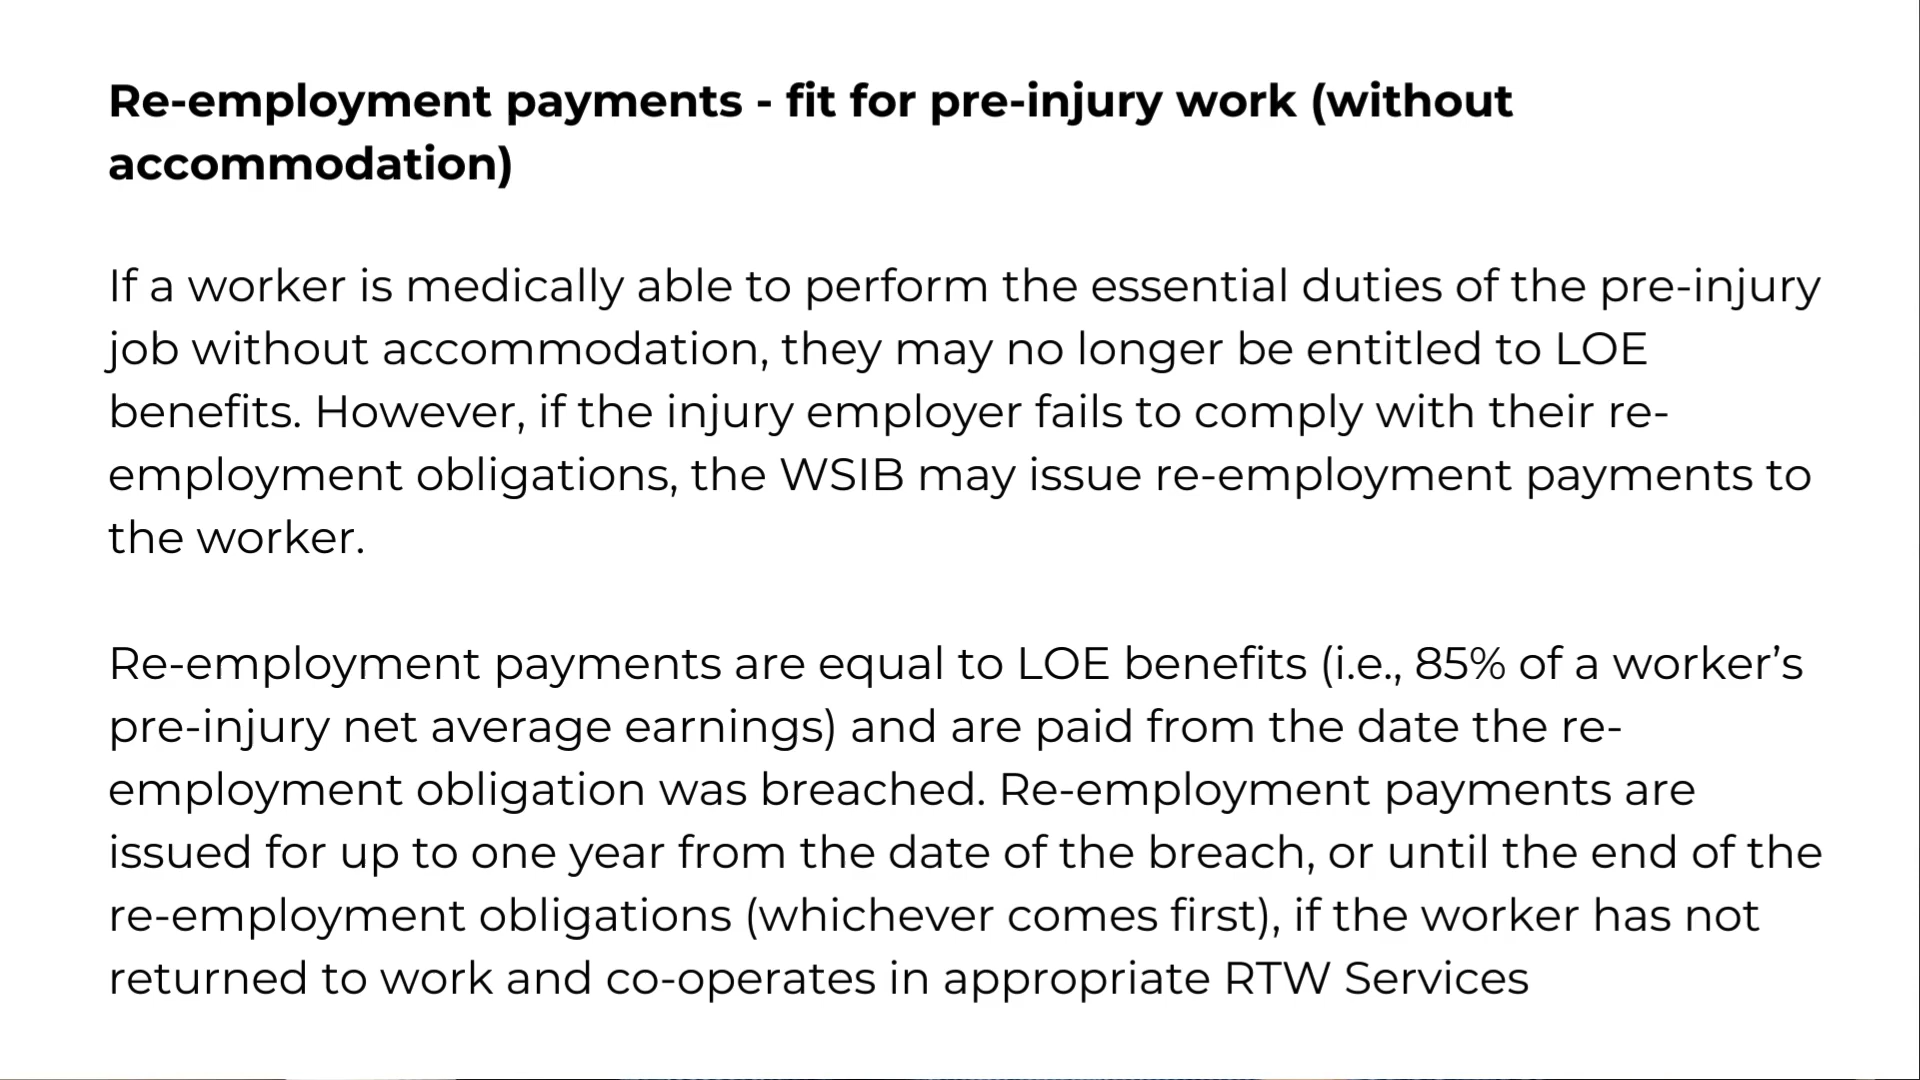 Re-employment payments - fit for pre-injury work (without
accommodation)
If a worker is medically able to perform the essential duties of the pre-injury
job without accommodation, they may no longer be entitled to LOE
benefits. However, if the injury employer fails to comply with their re-
employment obligations, the WSIB may issue re-employment payments to
the worker.
Re-employment payments are equal to LOE benefits (i.e., 85% of a worker’s
pre-injury net average earnings) and are paid from the date the re-
employment obligation was breached. Re-employment payments are
issued for up to one year from the date of the breach, or until the end of the
re-employment obligations (whichever comes first), if the worker has not
returned to work and co-operates in appropriate RTW Services